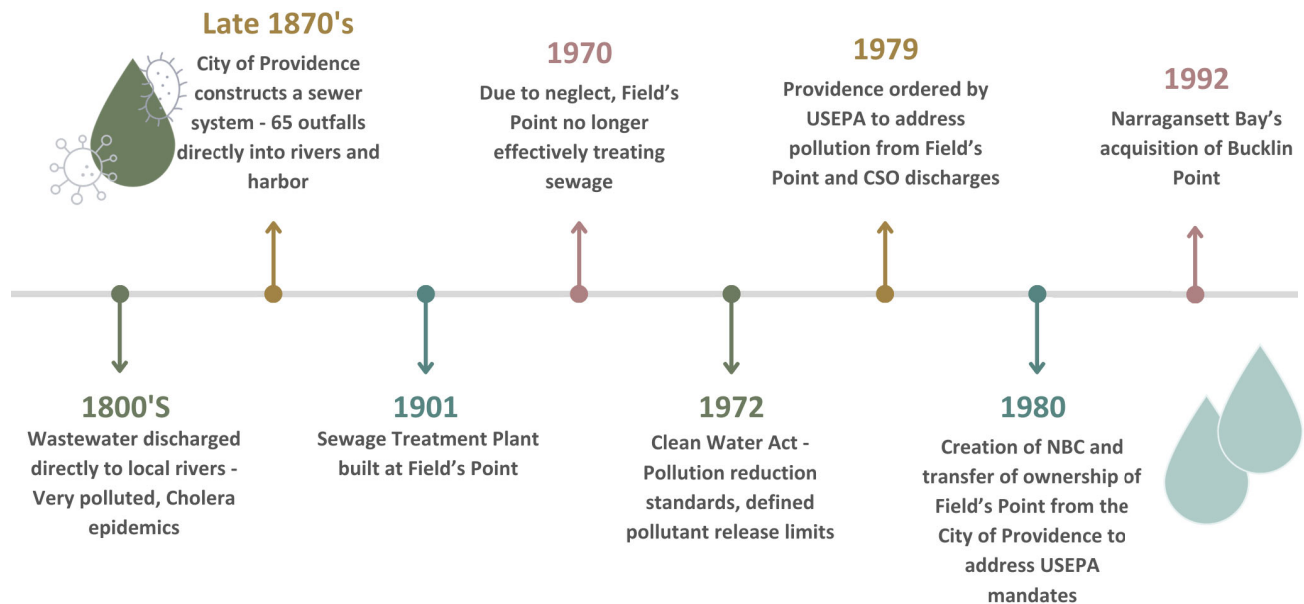 Late 1870's
City of Providence
constructs a sewer
system - 65 outfalls
directly into rivers and
harbor
1970
Due to neglect, Field's
Point no longer
effectively treating
sewage
1979
Providence ordered by
USEPA to address
pollution from Field's
Point and CSO discharges
1992
Narragansett Bay's
acquisition of Bucklin
Point
1800'S
Wastewater discharged
directly to local rivers -
Very polluted, Cholera
epidemics
1901
Sewage Treatment Plant
built at Field's Point
1972
Clean Water Act -
Pollution reduction
standards, defined
pollutant release limits
1980
Creation of NBC and
transfer of ownership of
Field's Point from the
City of Providence to
address USEPA
mandates